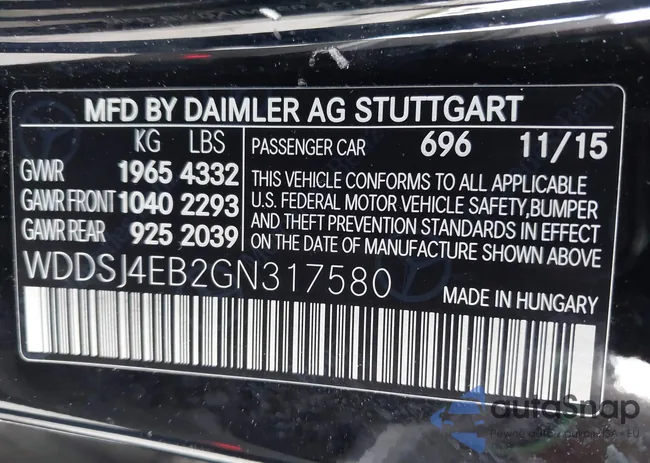 MFD BY DAIMLER AG STUTTGART
KG LBS
GVWR 1965 4332
GAWR FRONT 1040 2293
GAWR REAR 925 2039
PASSENGER CAR 696 11/15
THIS VEHICLE CONFORMS TO ALL APPLICABLE
U.S. FEDERAL MOTOR VEHICLE SAFETY,BUMPER
AND THEFT PREVENTION STANDARDS IN EFFECT
ON THE DATE OF MANUFACTURE SHOWN ABOVE
WDDSJ4EB2GN317580
MADE IN HUNGARY
autoSnap